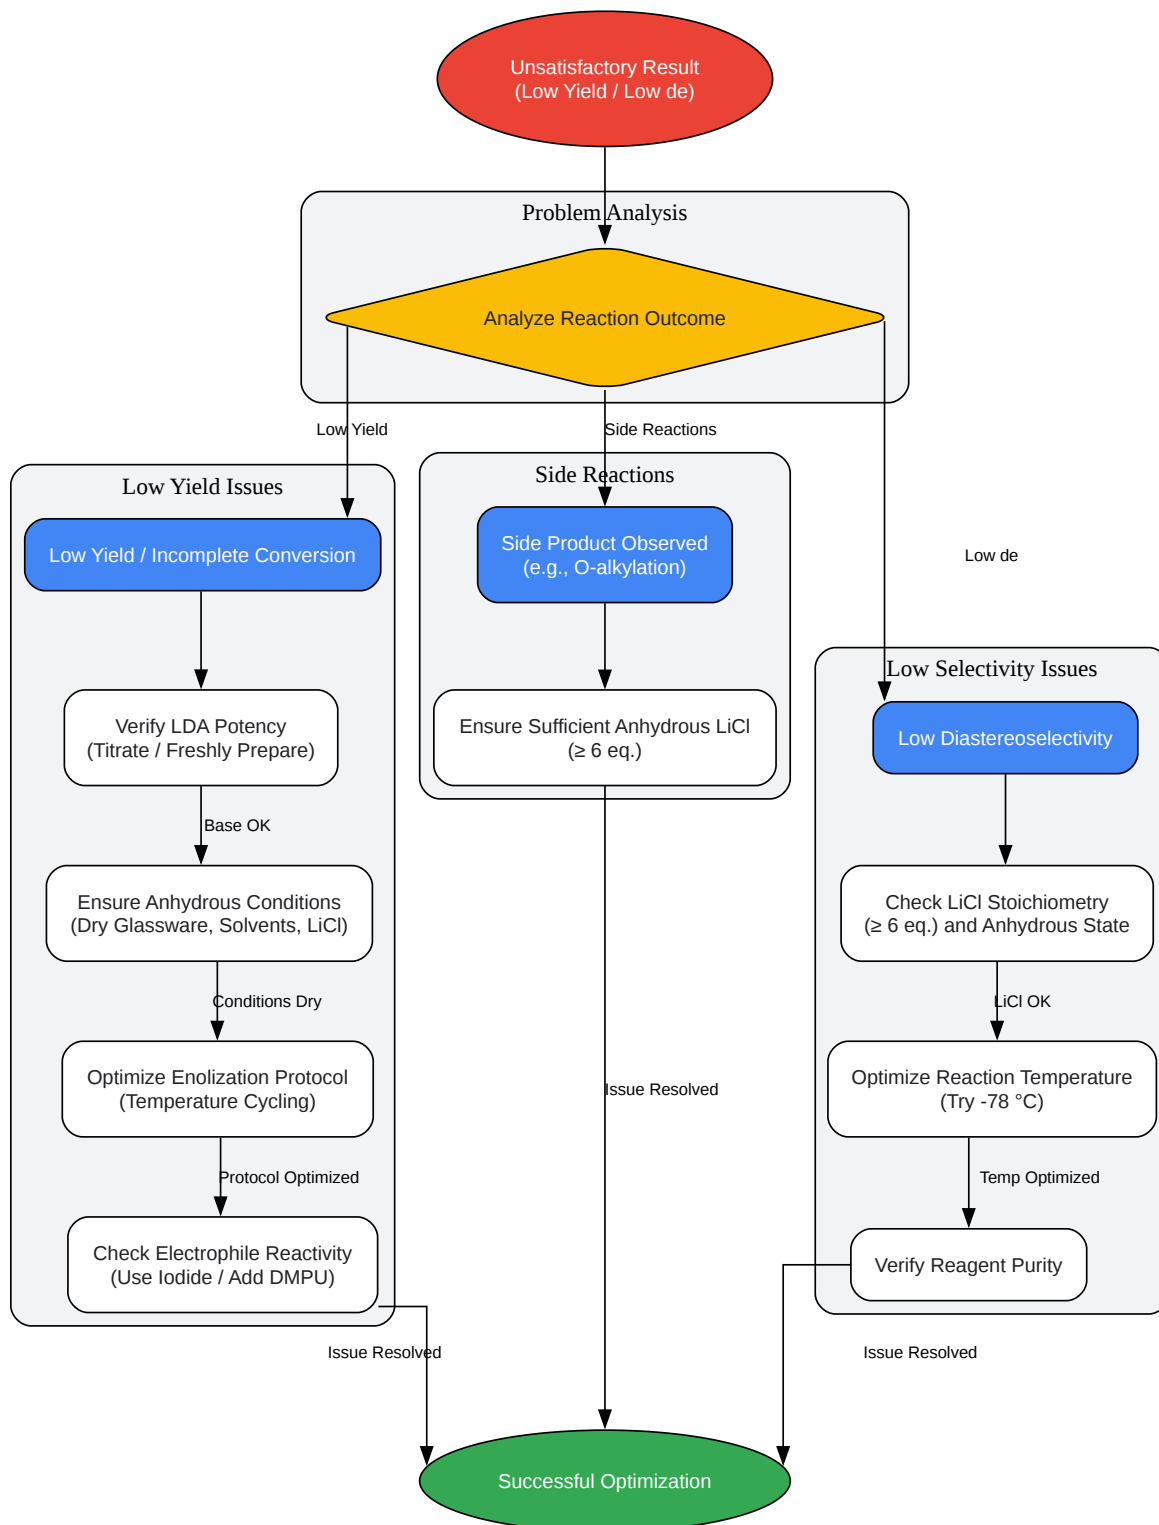 Unsatisfactory Result
(Low Yield / Low de)
Problem Analysis
Analyze Reaction Outcome
Low Yield
Side Reactions
Low de
Low Yield Issues
Low Yield / Incomplete Conversion
Verify LDA Potency
(Titrate / Freshly Prepare)
Base OK
Ensure Anhydrous Conditions
(Dry Glassware, Solvents, LiCl)
Conditions Dry
Optimize Enolization Protocol
(Temperature Cycling)
Protocol Optimized
Check Electrophile Reactivity
(Use Iodide / Add DMPU)
Issue Resolved
Side Reactions
Side Product Observed
(e.g., O-alkylation)
Ensure Sufficient Anhydrous LiCl
(≥ 6 eq.)
Issue Resolved
Low Selectivity Issues
Low Diastereoselectivity
Check LiCl Stoichiometry
(≥ 6 eq.) and Anhydrous State
LiCl OK
Optimize Reaction Temperature
(Try -78 °C)
Temp Optimized
Verify Reagent Purity
Issue Resolved
Successful Optimization